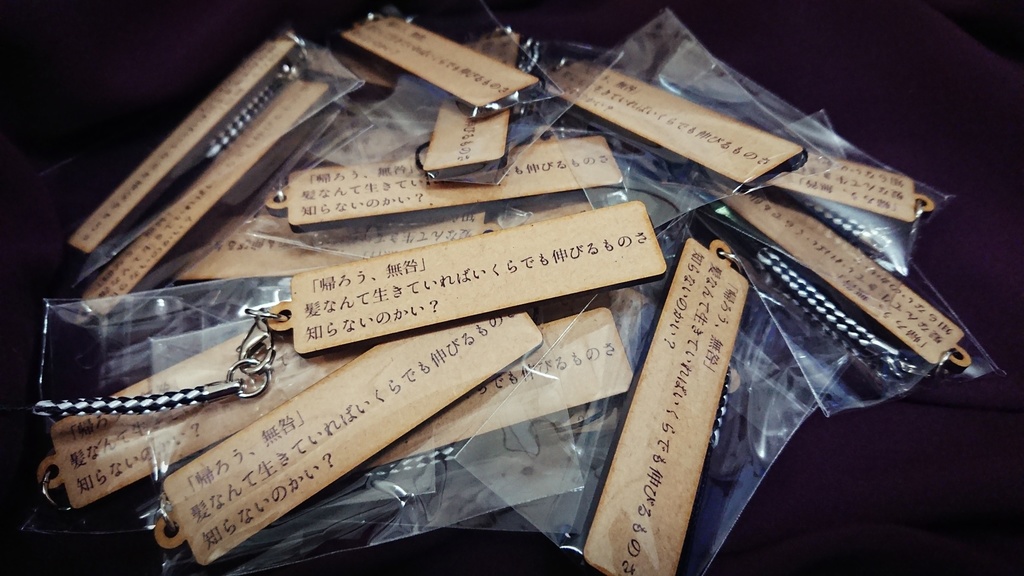 「帰ろう、無咎」
髪なんて生きていればいくらでも伸びるものさ
知らないのかい？